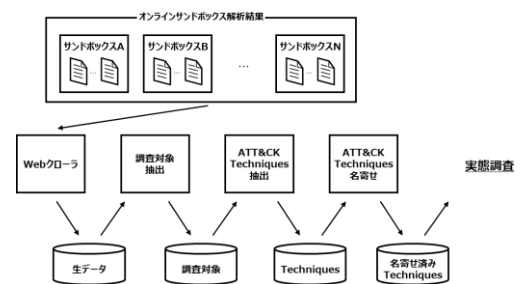 オンラインサンドボックス解析結果
サンドボックスA
サンドボックスB
サンドボックスN
…
…
…
…
Webクローラ
調査対象
抽出
ATT&CK
Techniques
抽出
ATT&CK
Techniques
名寄せ
実態調査
生データ
調査対象
Techniques
名寄せ済み
Techniques